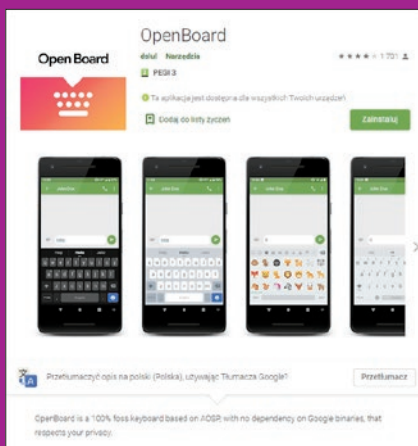 OpenBoard
Open Board
dslul Narzędzia
1 701
PEGI 3
Ta aplikacja jest dostępna dla wszystkich Twoich urządzeń
Dodaj do listy życzeń
Zainstaluj
Przetłumaczyć opis na polski (Polska), używając Tłumacza Google?
Przetłumacz
OpenBoard is a 100% foss keyboard based on AOSP, with no dependency on Google binaries, that
respects your privacy.